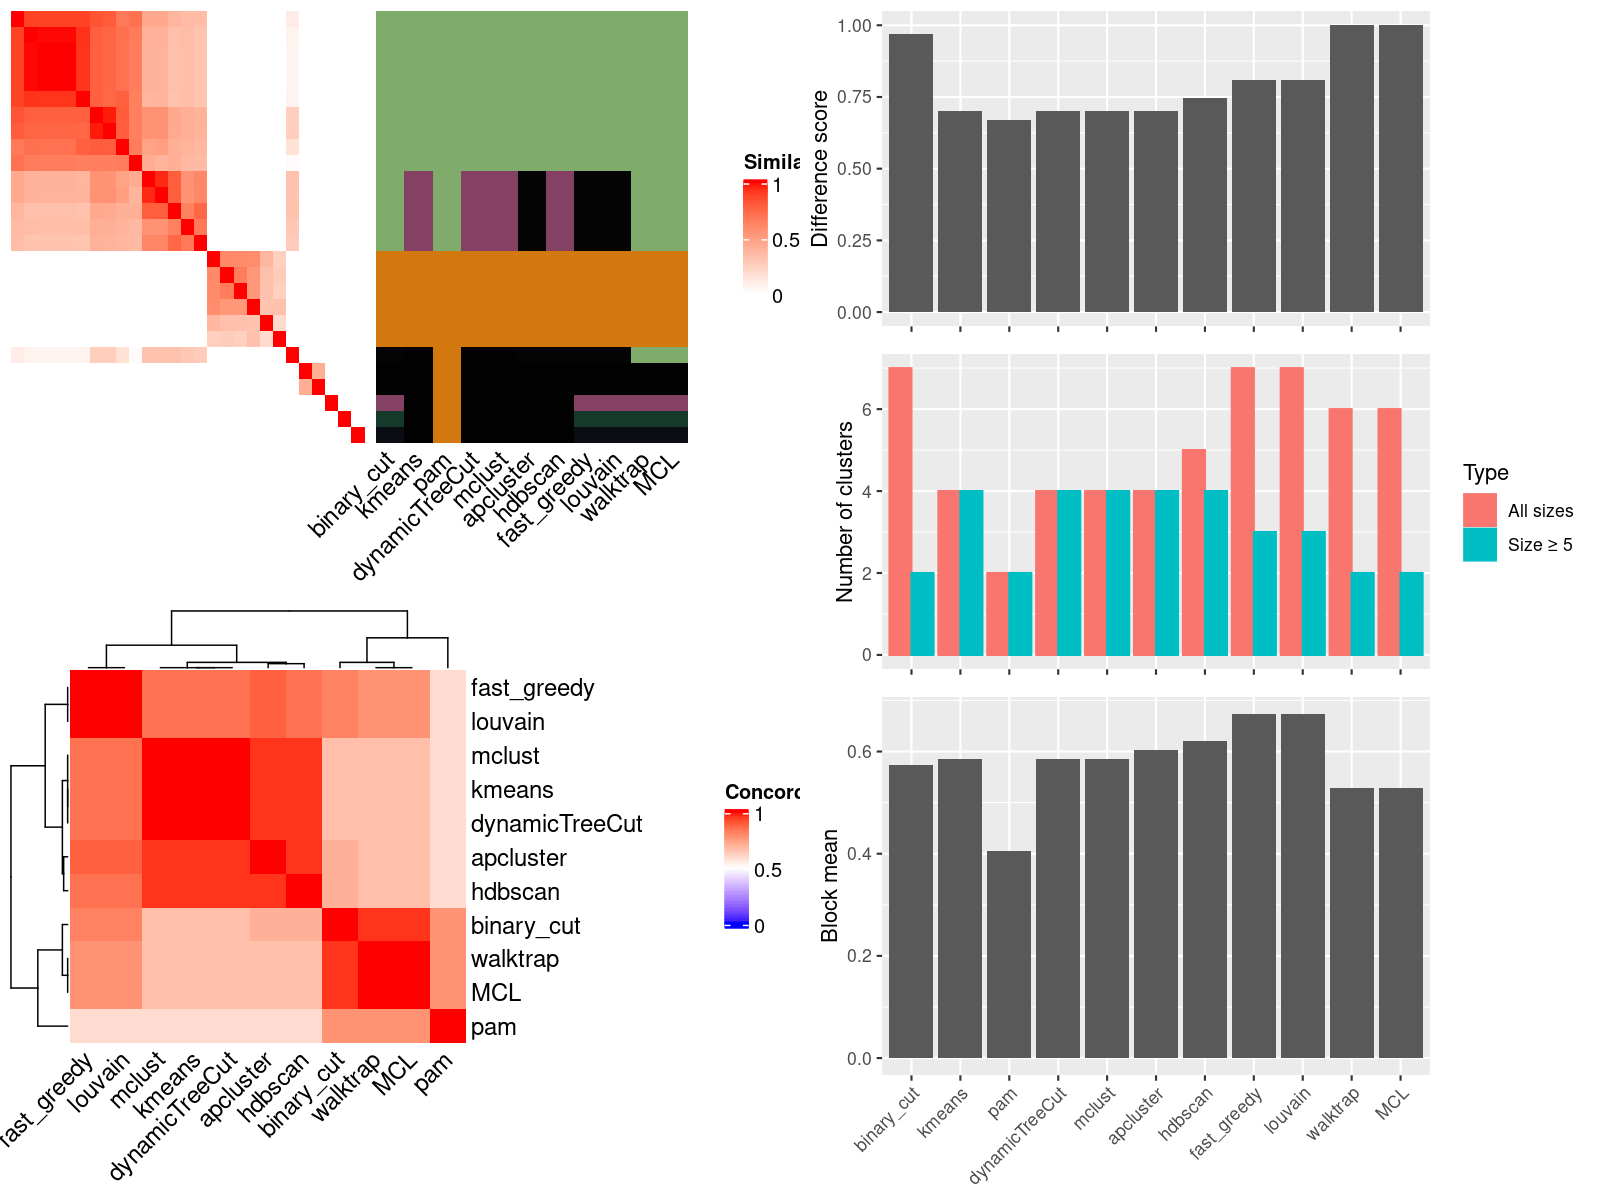 Simila
1
0.5
0
binary_cut
kmeans
pam
dynamicTreeCut
mclust
apcluster
hdbscan
fast_greedy
louvain
walktrap
MCL
fast_greedy
louvain
mclust
kmeans
dynamicTreeCut
apcluster
hdbscan
binary_cut
walktrap
MCL
pam
Concord
1
0.5
0
fast_greedy
louvain
mclust
kmeans
dynamicTreeCut
apcluster
hdbscan
binary_cut
walktrap
MCL
pam
Difference score
1.00
0.75
0.50
0.25
0.00
Number of clusters
6
4
2
0
Type
All sizes
Size ≥ 5
Block mean
0.6
0.4
0.2
0.0
binary_cut
kmeans
pam
dynamicTreeCut
mclust
apcluster
hdbscan
fast_greedy
louvain
walktrap
MCL